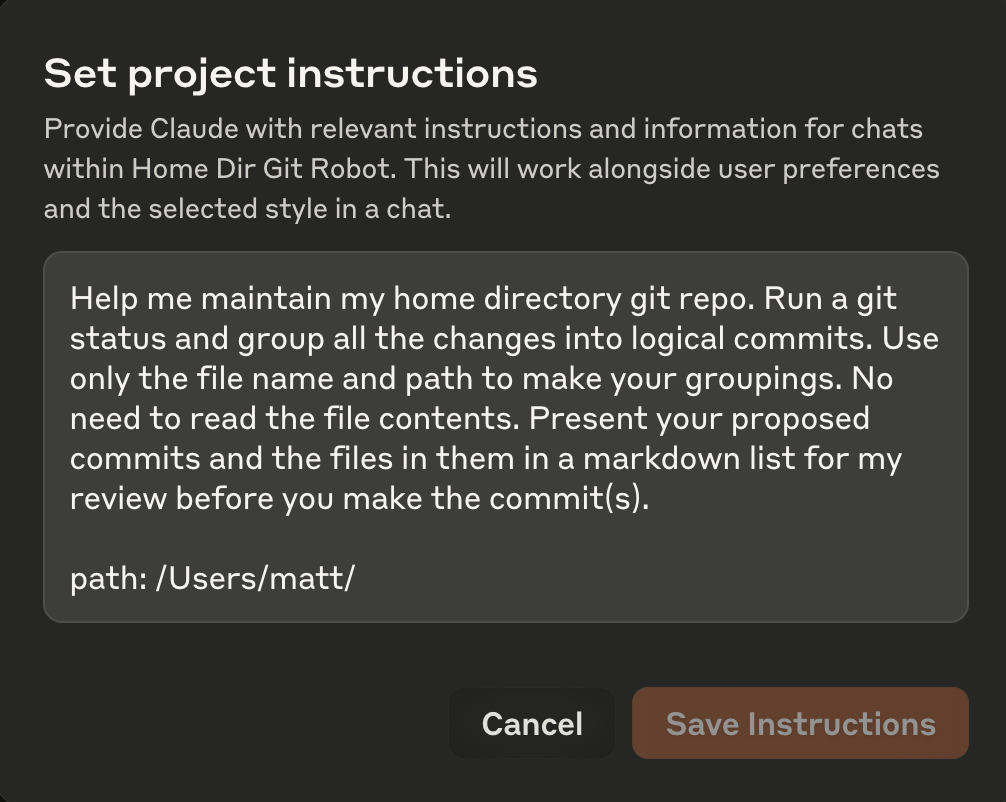 Set project instructions
Provide Claude with relevant instructions and information for chats
within Home Dir Git Robot. This will work alongside user preferences
and the selected style in a chat.
Help me maintain my home directory git repo. Run a git
status and group all the changes into logical commits. Use
only the file name and path to make your groupings. No
need to read the file contents. Present your proposed
commits and the files in them in a markdown list for my
review before you make the commit(s).
path: /Users/matt/
Cancel
Save Instructions